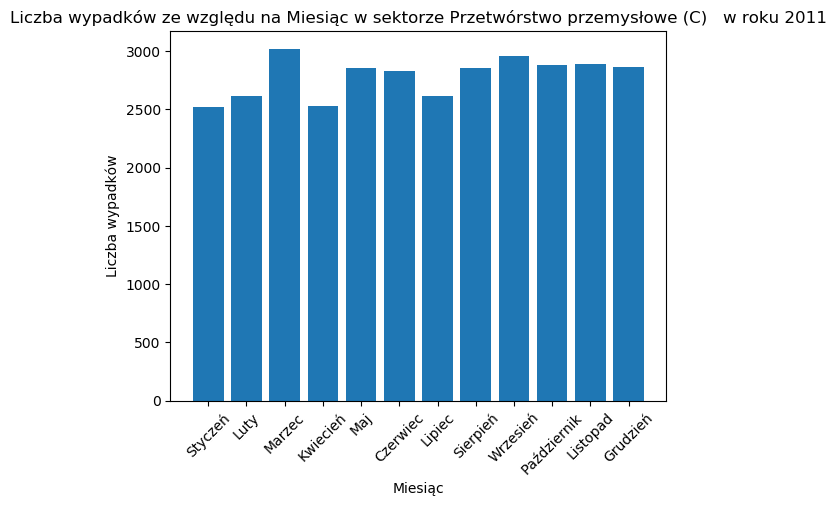 Liczba wypadków ze względu na Miesiąc w sektorze Przetwórstwo przemysłowe (C)   w roku 2011
3000
2500
2000
1500
1000
500
0
Liczba wypadków
Styczeń
Luty
Marzec
Kwiecień
Maj
Czerwiec
Lipiec
Sierpień
Wrzesień
Październik
Listopad
Grudzień
Miesiąc